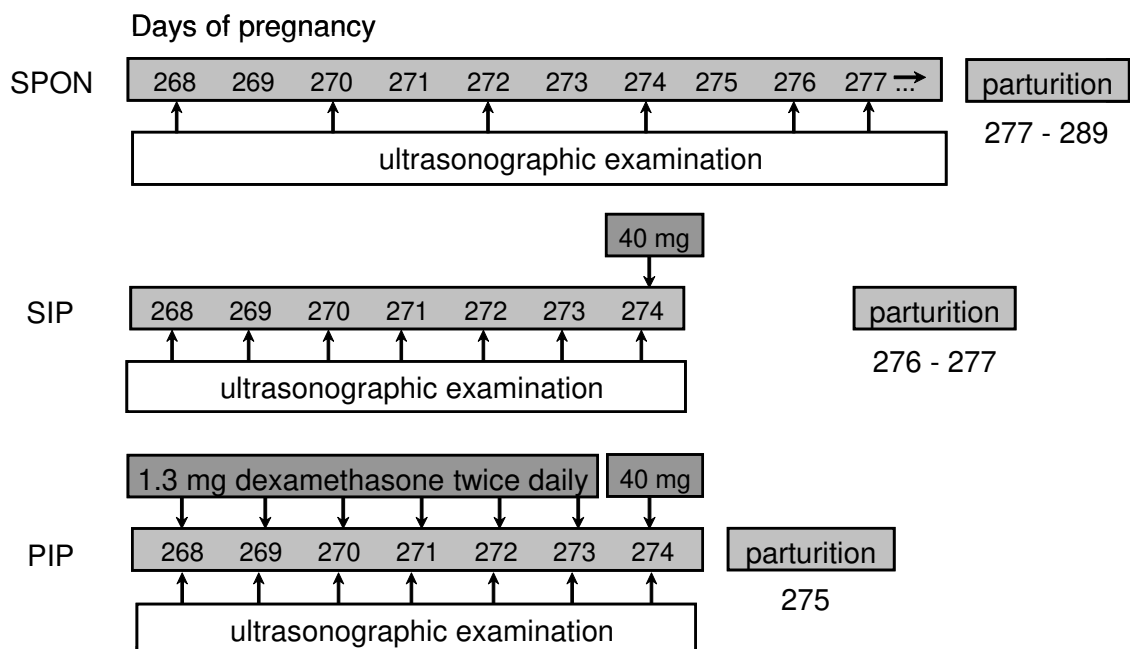 Days of pregnancy
SPON 268 269 270 271 272 273 274 275 276 277 ... parturition
ultrasonographic examination 277 - 289
40 mg
SIP 268 269 270 271 272 273 274 parturition
ultrasonographic examination 276 - 277
1.3 mg dexamethasone twice daily 40 mg
PIP 268 269 270 271 272 273 274 parturition
ultrasonographic examination 275